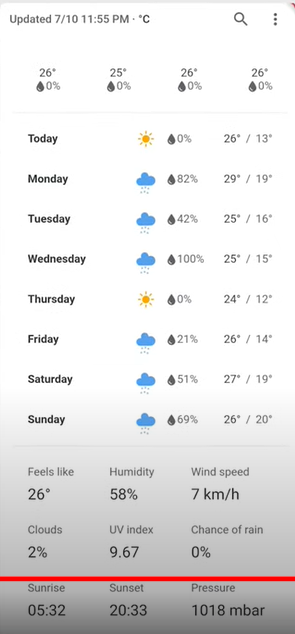 Updated 7/10 11:55 PM · °C
26° 25° 26° 26°
0% 0% 0% 0%
Today 0% 26° / 13°
Monday 82% 29° / 19°
Tuesday 42% 25° / 16°
Wednesday 100% 25° / 15°
Thursday 0% 24° / 12°
Friday 21% 26° / 14°
Saturday 51% 27° / 19°
Sunday 69% 26° / 20°
Feels like Humidity Wind speed
26° 58% 7 km/h
Clouds UV index Chance of rain
2% 9.67 0%
Sunrise Sunset Pressure
05:32 20:33 1018 mbar